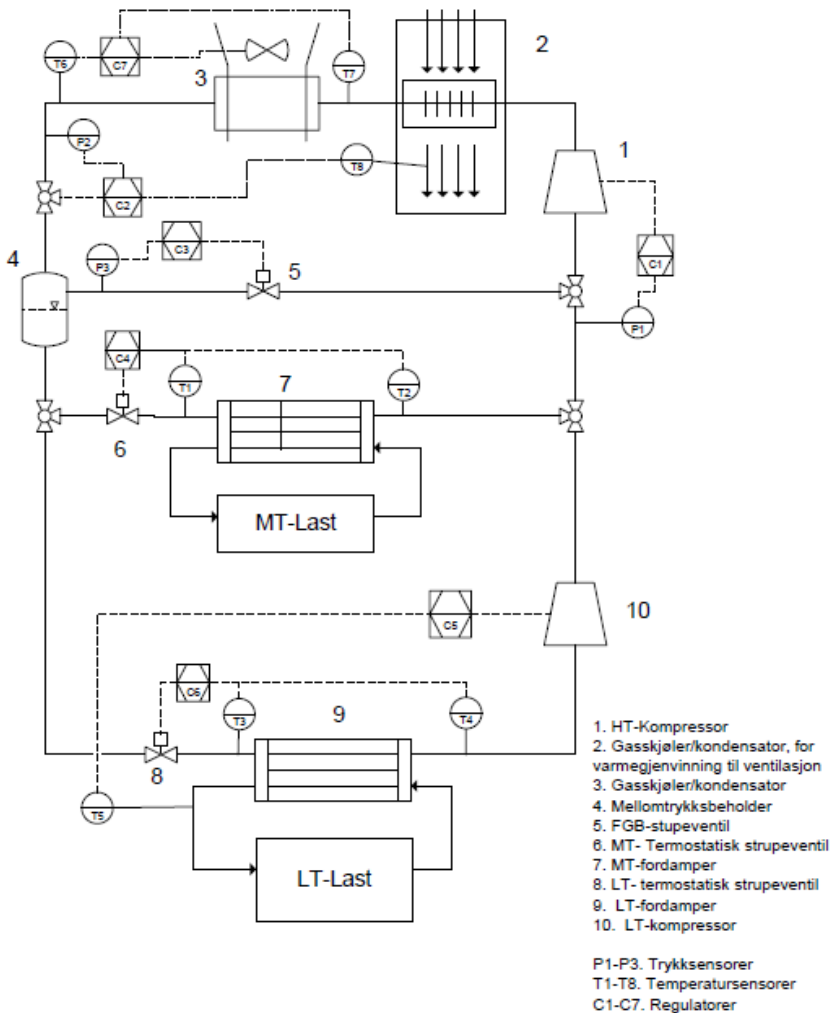 2
T6
C7
T7
3
1
P2
T8
C2
C3
C1
4
P3
5
P1
C4
7
T1
T2
6
MT-Last
10
C5
C6
9
T3
T4
8
T5
LT-Last
1. HT-Kompressor
2. Gasskjøler/kondensator, for
varmegjenvinning til ventilasjon
3. Gasskjøler/kondensator
4. Mellomtrykksbeholder
5. FGB-stupeventil
6. MT- Termostatisk strupeventil
7. MT-fordamper
8. LT- termostatisk strupeventil
9. LT-fordamper
10. LT-kompressor
P1-P3. Trykksensorer
T1-T8. Temperatursensorer
C1-C7. Regulatorer